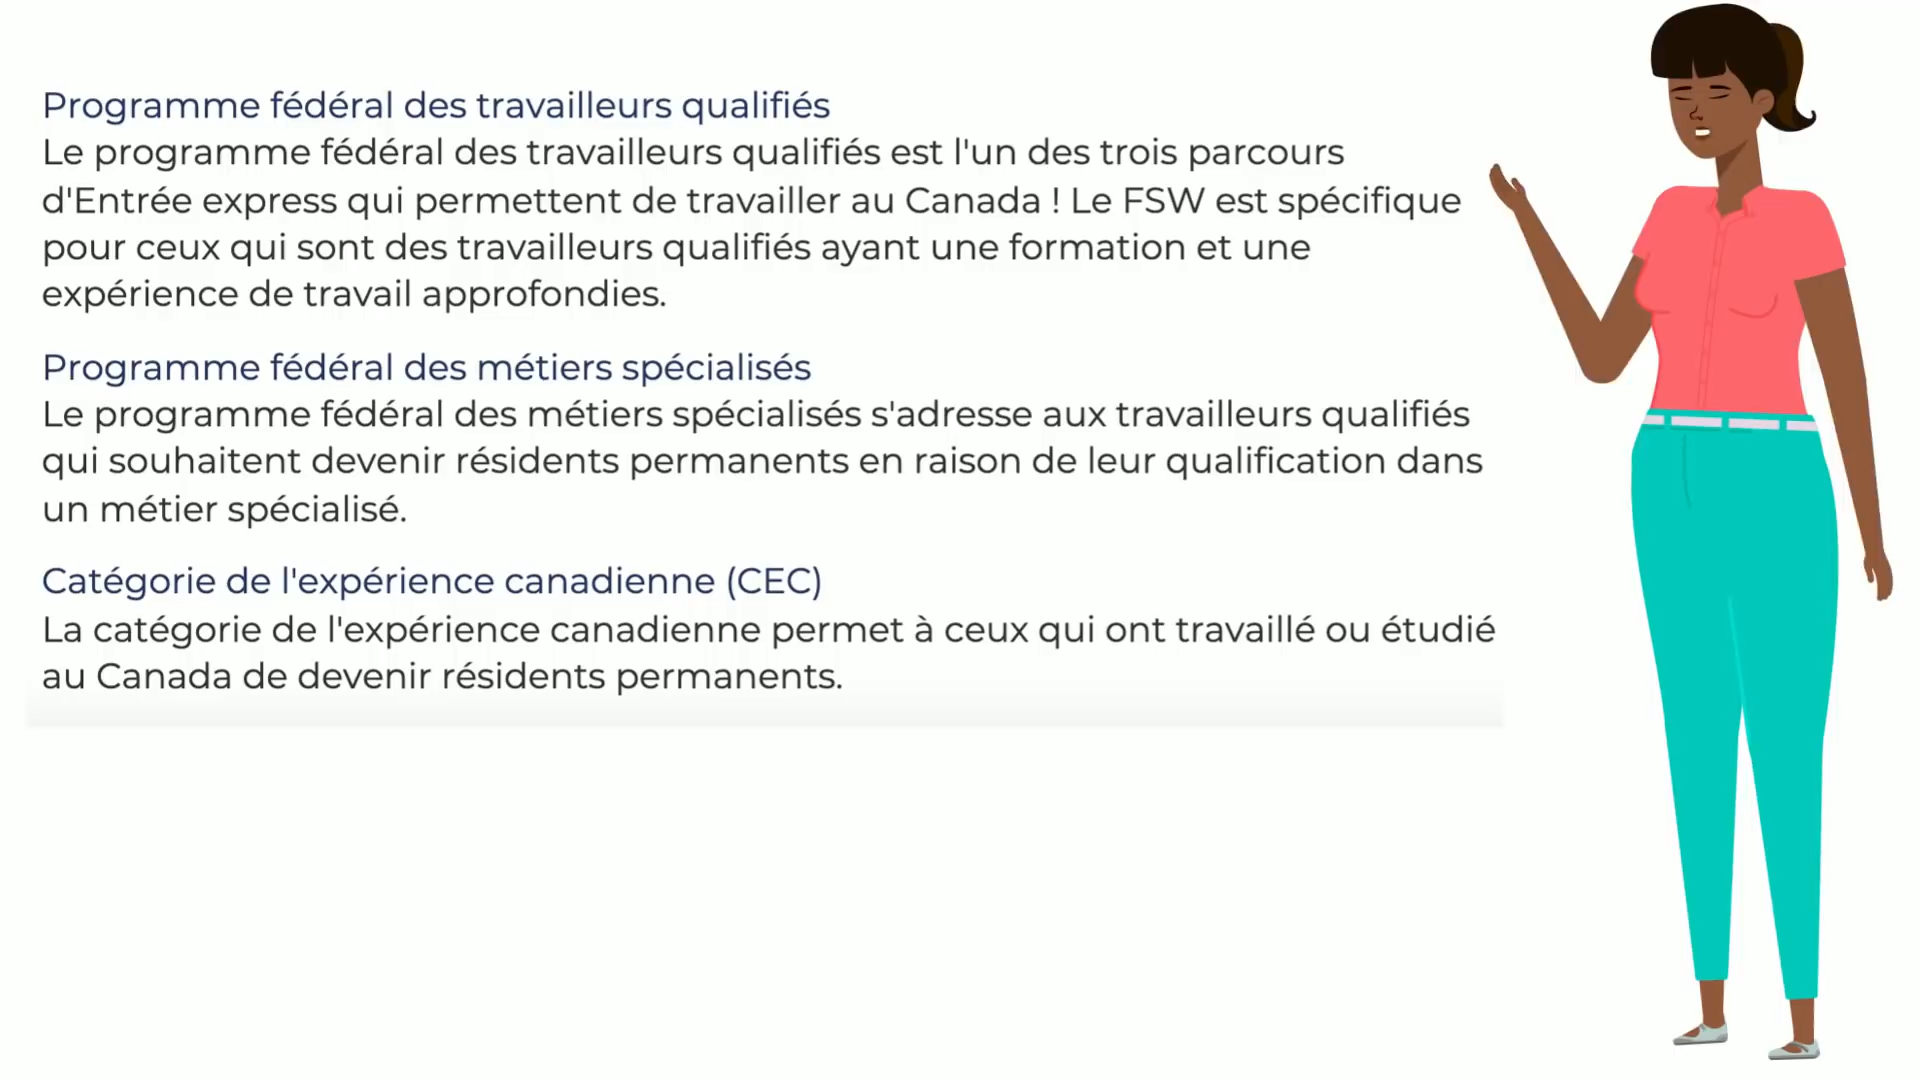 Programme fédéral des travailleurs qualifiés
Le programme fédéral des travailleurs qualifiés est l'un des trois parcours
d'Entrée express qui permettent de travailler au Canada ! Le FSW est spécifique
pour ceux qui sont des travailleurs qualifiés ayant une formation et une
expérience de travail approfondies.
Programme fédéral des métiers spécialisés
Le programme fédéral des métiers spécialisés s'adresse aux travailleurs qualifiés
qui souhaitent devenir résidents permanents en raison de leur qualification dans
un métier spécialisé.
Catégorie de l'expérience canadienne (CEC)
La catégorie de l'expérience canadienne permet à ceux qui ont travaillé ou étudié
au Canada de devenir résidents permanents.